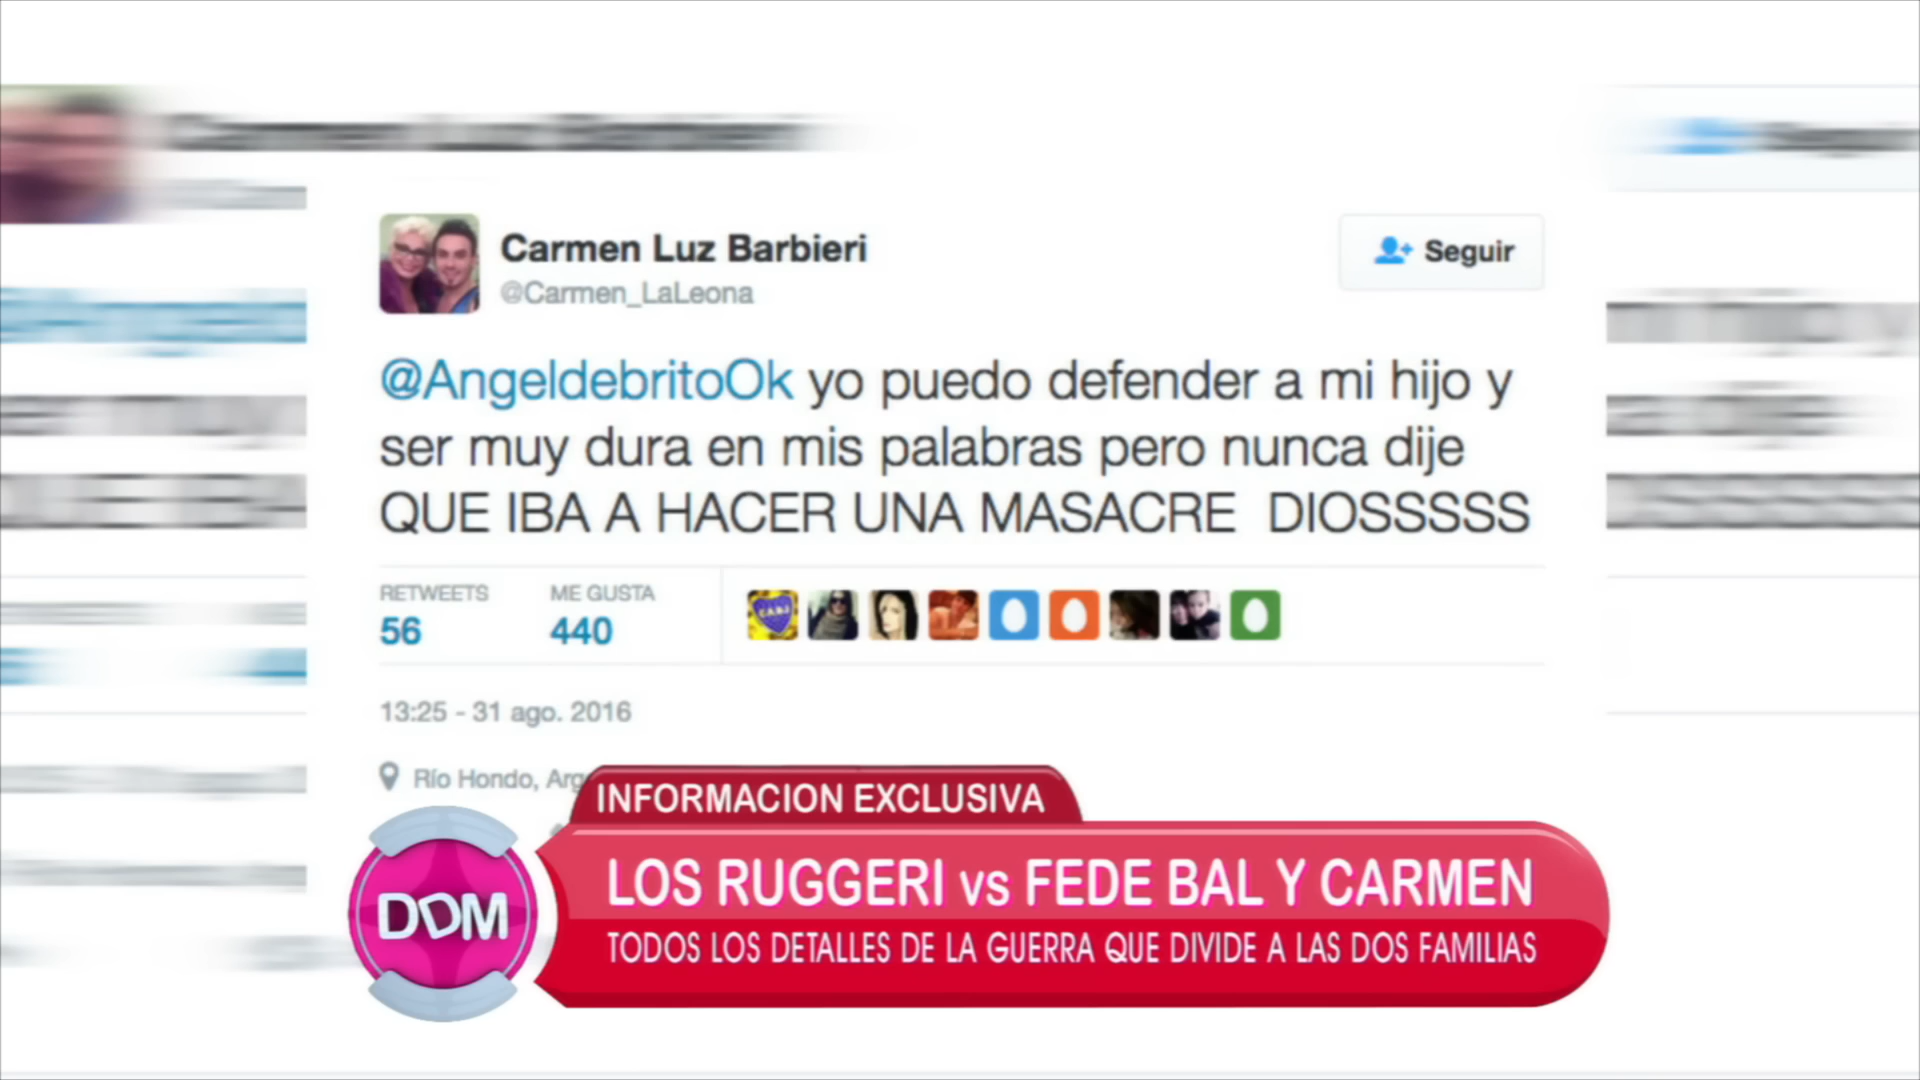 Carmen Luz Barbieri
@Carmen_LaLeona
Seguir
@AngeldebritoOk yo puedo defender a mi hijo y
ser muy dura en mis palabras pero nunca dije
QUE IBA A HACER UNA MASACRE DIOSSSSS
RETWEETS
56
ME GUSTA
440
13:25 - 31 ago. 2016
Río Hondo, Arg
INFORMACION EXCLUSIVA
DDM
LOS RUGGERI vs FEDE BAL Y CARMEN
TODOS LOS DETALLES DE LA GUERRA QUE DIVIDE A LAS DOS FAMILIAS